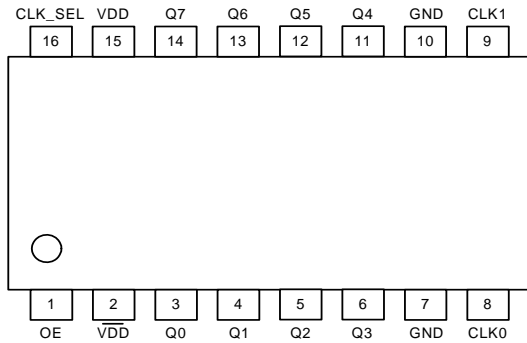 CLK_SEL VDD Q7 Q6 Q5 Q4 GND CLK1
16 15 14 13 12 11 10 9
1 2 3 4 5 6 7 8
OE V̅D̅D̅ Q0 Q1 Q2 Q3 GND CLK0